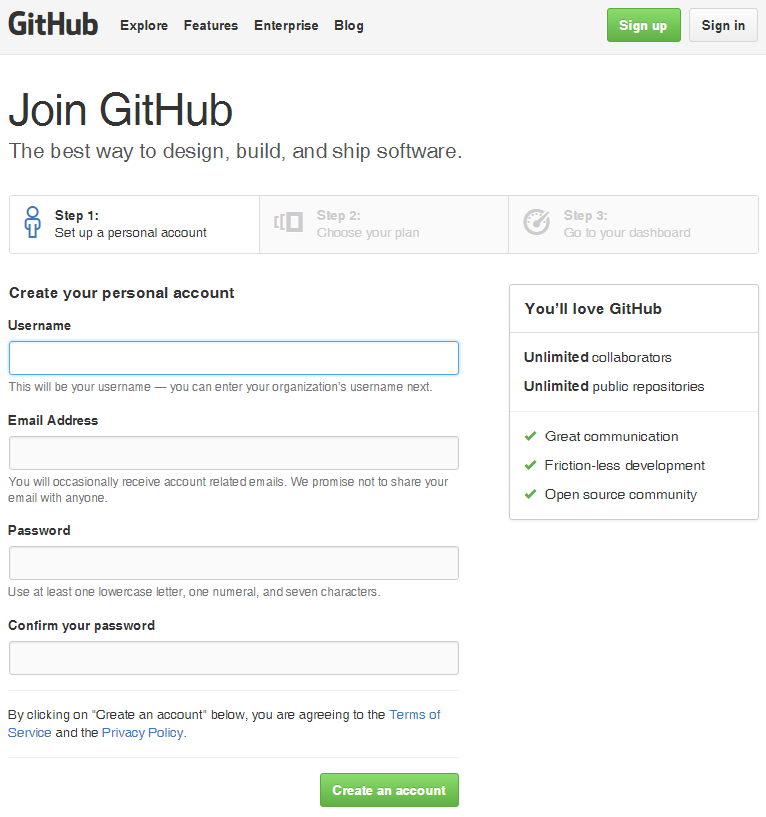 GitHub Explore Features Enterprise Blog Sign up Sign in
Join GitHub
The best way to design, build, and ship software.
Step 1:
Set up a personal account
Step 2:
Choose your plan
Step 3:
Go to your dashboard
Create your personal account
Username
This will be your username — you can enter your organization's username next.
Email Address
You will occasionally receive account related emails. We promise not to share your
email with anyone.
Password
Use at least one lowercase letter, one numeral, and seven characters.
Confirm your password
By clicking on "Create an account" below, you are agreeing to the Terms of
Service and the Privacy Policy.
Create an account
You'll love GitHub
Unlimited collaborators
Unlimited public repositories
Great communication
Friction-less development
Open source community